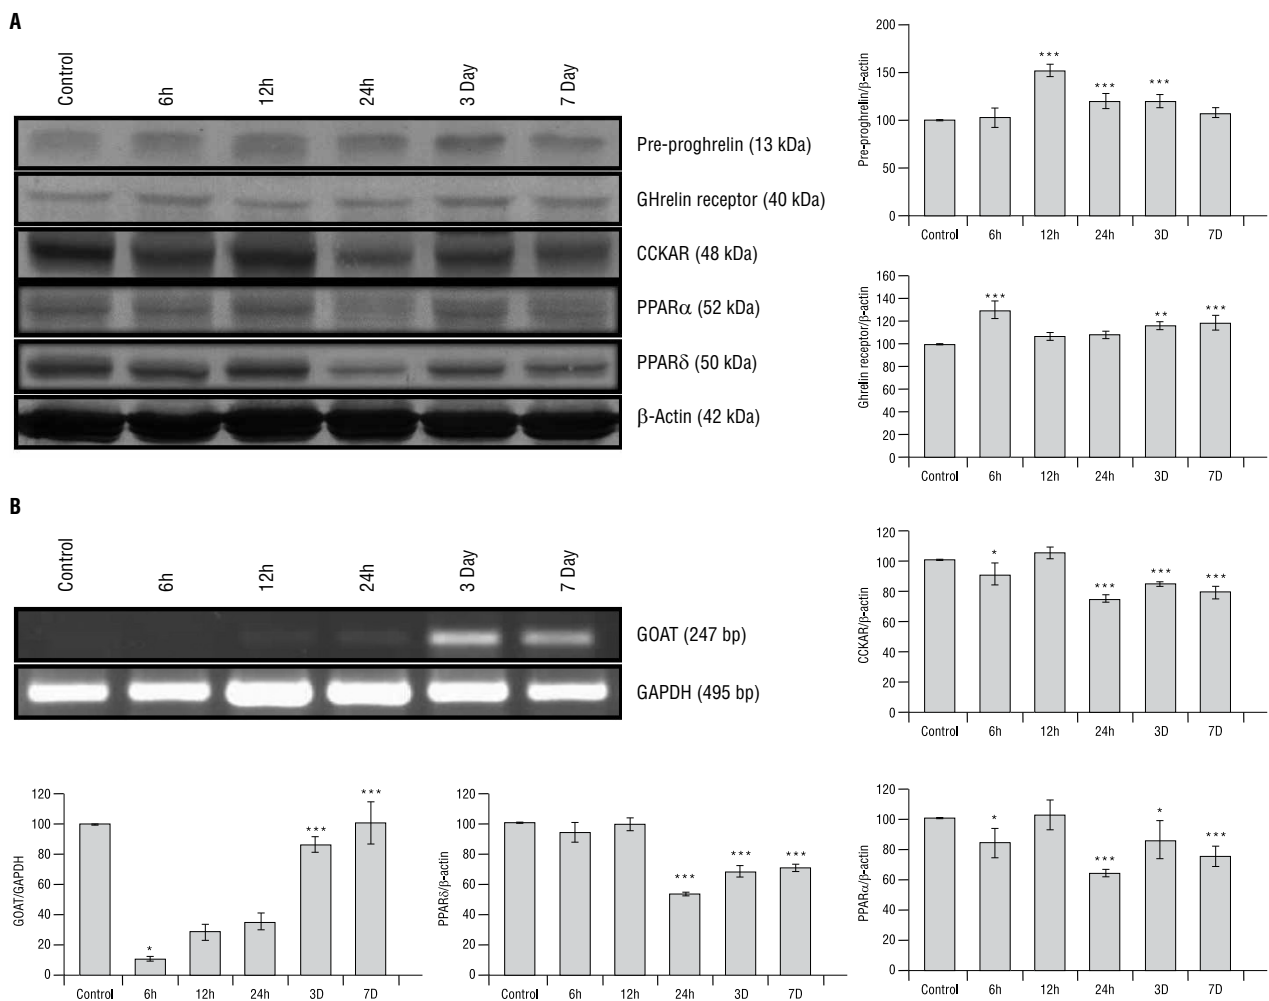 A
Control 6h 12h 24h 3 Day 7 Day
Pre-proghrelin (13 kDa)
GHrelin receptor (40 kDa)
CCKAR (48 kDa)
PPARα (52 kDa)
PPARδ (50 kDa)
β-Actin (42 kDa)
Pre-proghrelin/β-actin
200
150
100
50
0
***
***
***
Control 6h 12h 24h 3D 7D
Ghrelin receptor/β-actin
160
140
120
100
80
60
40
20
0
***
**
***
Control 6h 12h 24h 3D 7D
B
Control 6h 12h 24h 3 Day 7 Day
GOAT (247 bp)
GAPDH (495 bp)
CCKAR/β-actin
120
100
80
60
40
20
0
*
***
***
***
Control 6h 12h 24h 3D 7D
GOAT/GAPDH
120
100
80
60
40
20
0
*
***
***
Control 6h 12h 24h 3D 7D
PPARδ/β-actin
120
100
80
60
40
20
0
***
***
***
Control 6h 12h 24h 3D 7D
PPARα/β-actin
120
100
80
60
40
20
0
*
***
*
***
Control 6h 12h 24h 3D 7D